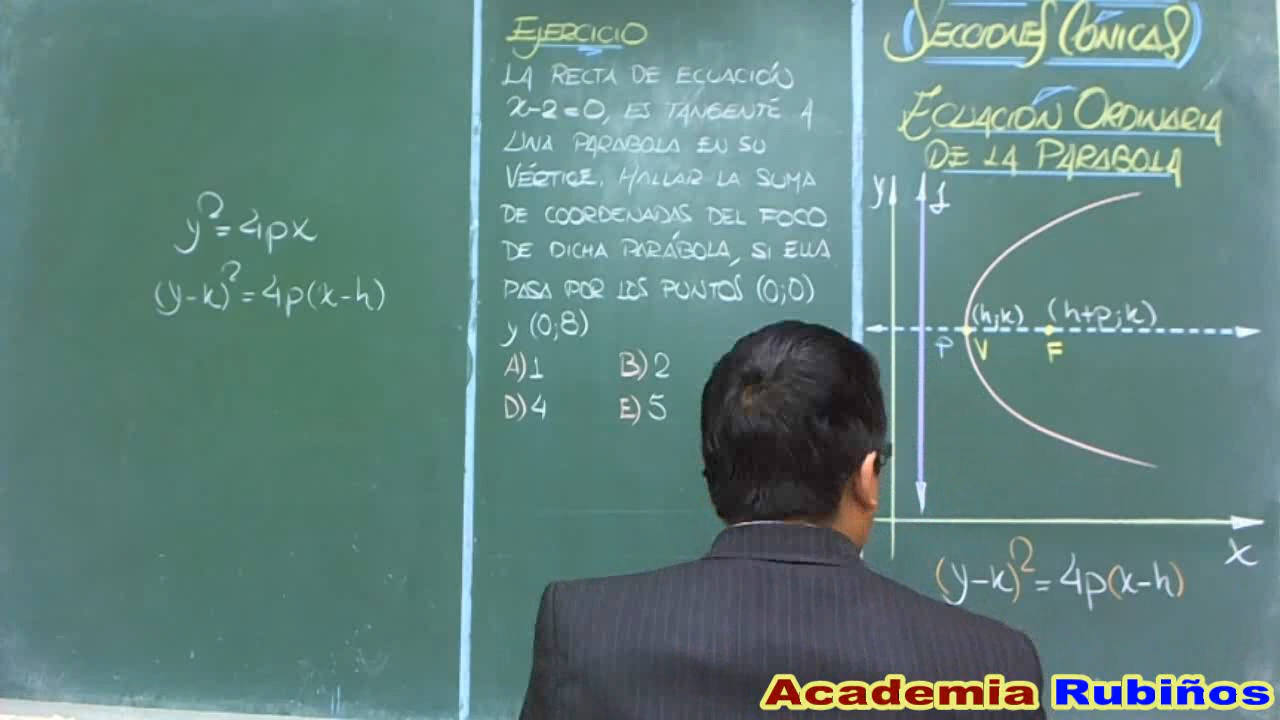 y²=4px
(y-k)²=4p(x-h)
EJERCICIO
LA RECTA DE ECUACIÓN
x-2=0, ES TANGENTE A
UNA PARABOLA EN SU
VÉRTICE. HALLAR LA SUMA
DE COORDENADAS DEL FOCO
DE DICHA PARÁBOLA, SI ELLA
PASA POR LOS PUNTOS (0;0)
y (0;8)
A) 1 B) 2
D) 4 E) 5
SECCIONES CÓNICAS
ECUACIÓN ORDINARIA
DE LA PARABOLA
y
(h;k) (h+p;k)
P V F
x
(y-k)²=4p(x-h)
Academia Rubiños